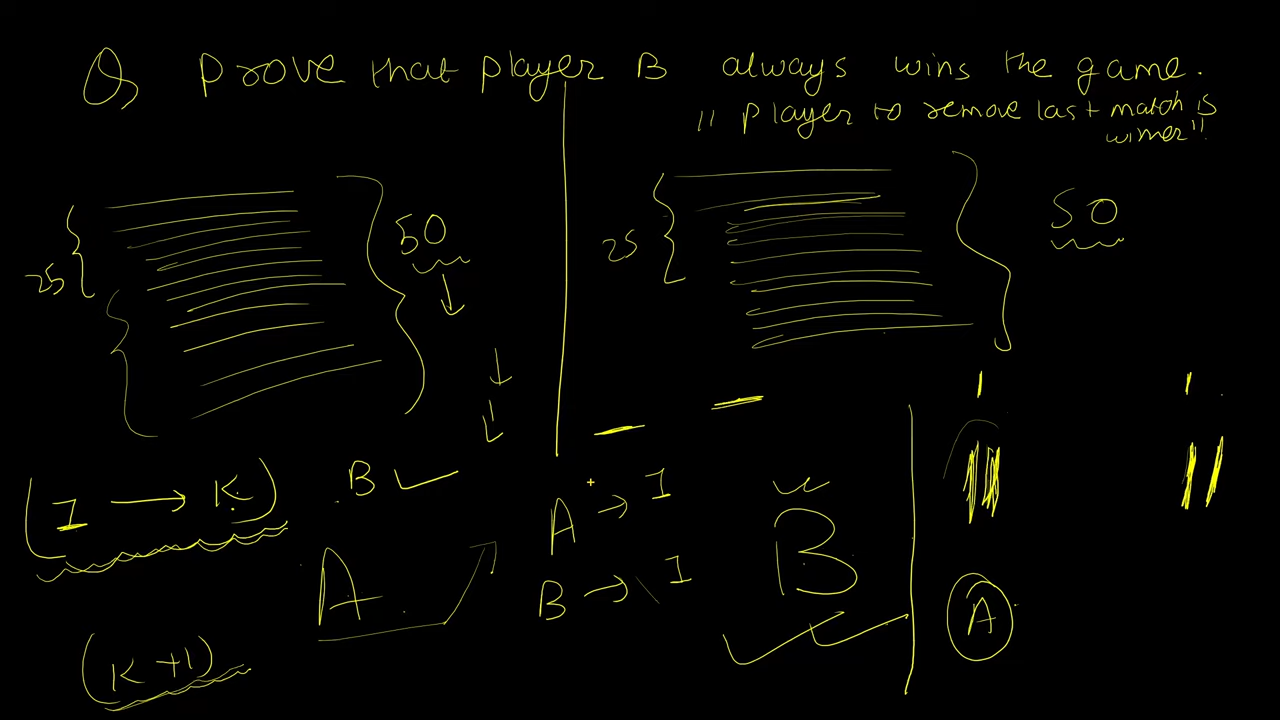 Q prove that player B always wins the game.
" player to remove last match is
winner"
25 50 25 50
(1 → K) B ✓
A → 1
B → 1
A B
(K+1)
A